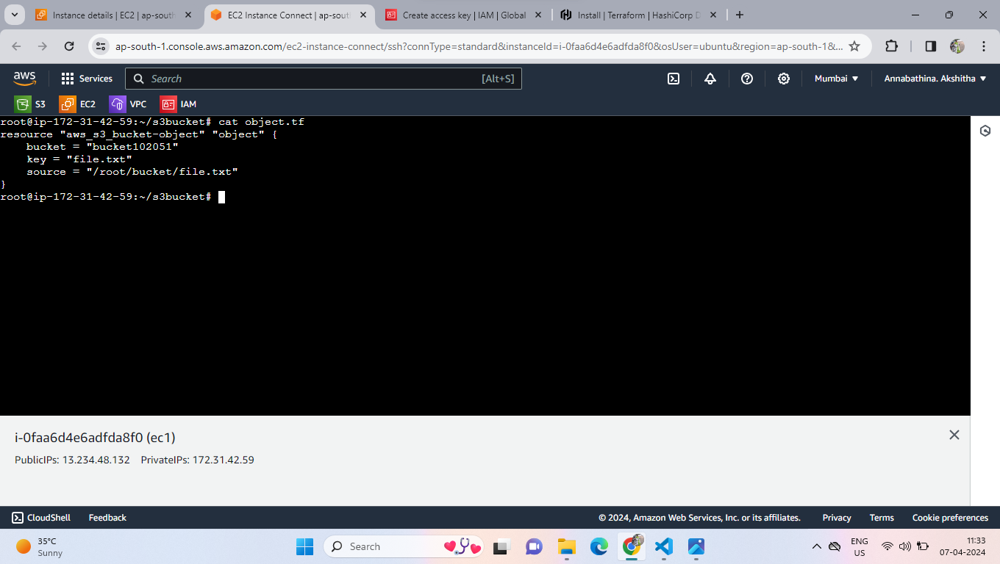 Instance details | EC2 | ap-south
EC2 Instance Connect | ap-sou
Create access key | IAM | Global
Install | Terraform | HashiCorp D
ap-south-1.console.aws.amazon.com/ec2-instance-connect/ssh?connType=standard&instanceId=i-0faa6d4e6adfda8f0&osUser=ubuntu&region=ap-south-1&...
aws
Services
Search
[Alt+S]
Mumbai
Annabathina. Akshitha
S3
EC2
VPC
IAM
root@ip-172-31-42-59:~/s3bucket# cat object.tf
resource "aws_s3_bucket-object" "object" {
    bucket = "bucket102051"
    key = "file.txt"
    source = "/root/bucket/file.txt"
}
root@ip-172-31-42-59:~/s3bucket#
i-0faa6d4e6adfda8f0 (ec1)
PublicIPs: 13.234.48.132 PrivateIPs: 172.31.42.59
CloudShell
Feedback
© 2024, Amazon Web Services, Inc. or its affiliates.
Privacy
Terms
Cookie preferences
35°C
Sunny
Search
ENG
US
11:33
07-04-2024